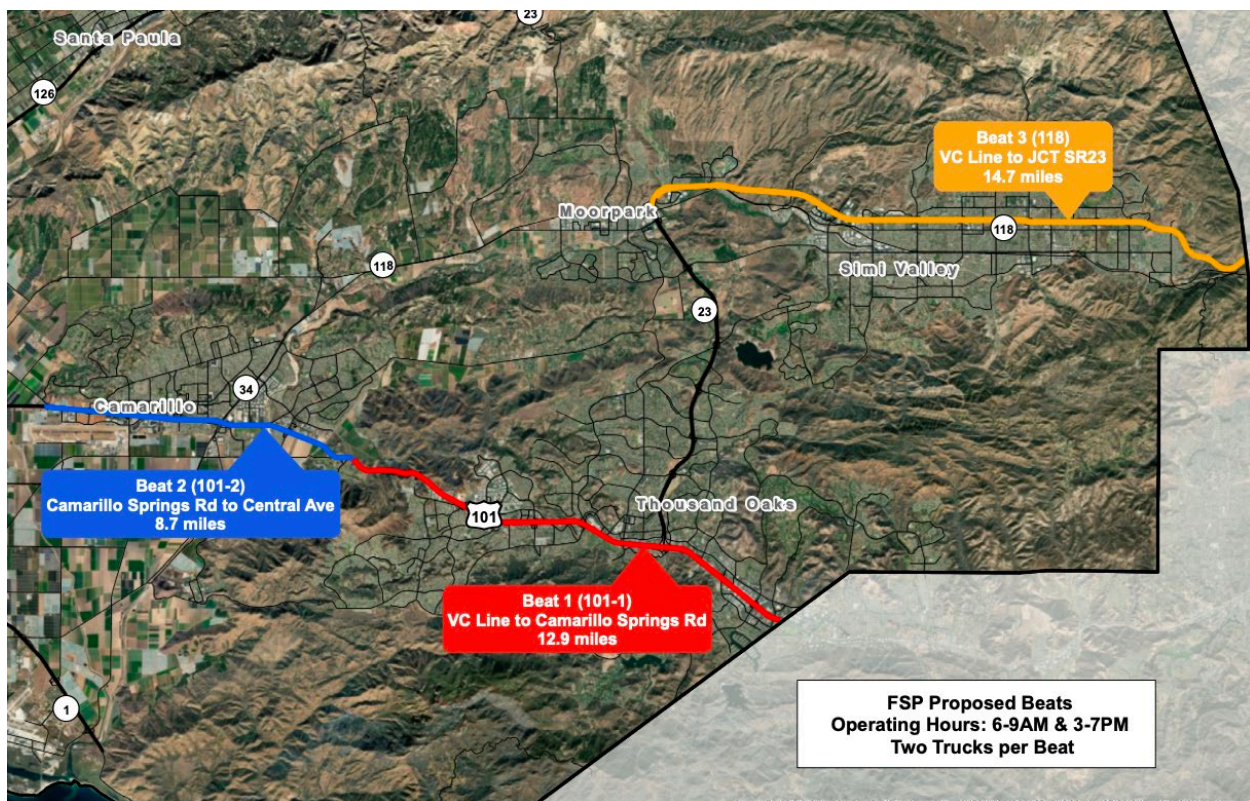 23
Santa Paula
126
Beat 3 (118)
VC Line to JCT SR23
14.7 miles
Moorpark
118
118
Simi Valley
23
34
Camarillo
Beat 2 (101-2)
Camarillo Springs Rd to Central Ave
8.7 miles
Thousand Oaks
101
Beat 1 (101-1)
VC Line to Camarillo Springs Rd
12.9 miles
1
FSP Proposed Beats
Operating Hours: 6-9AM & 3-7PM
Two Trucks per Beat